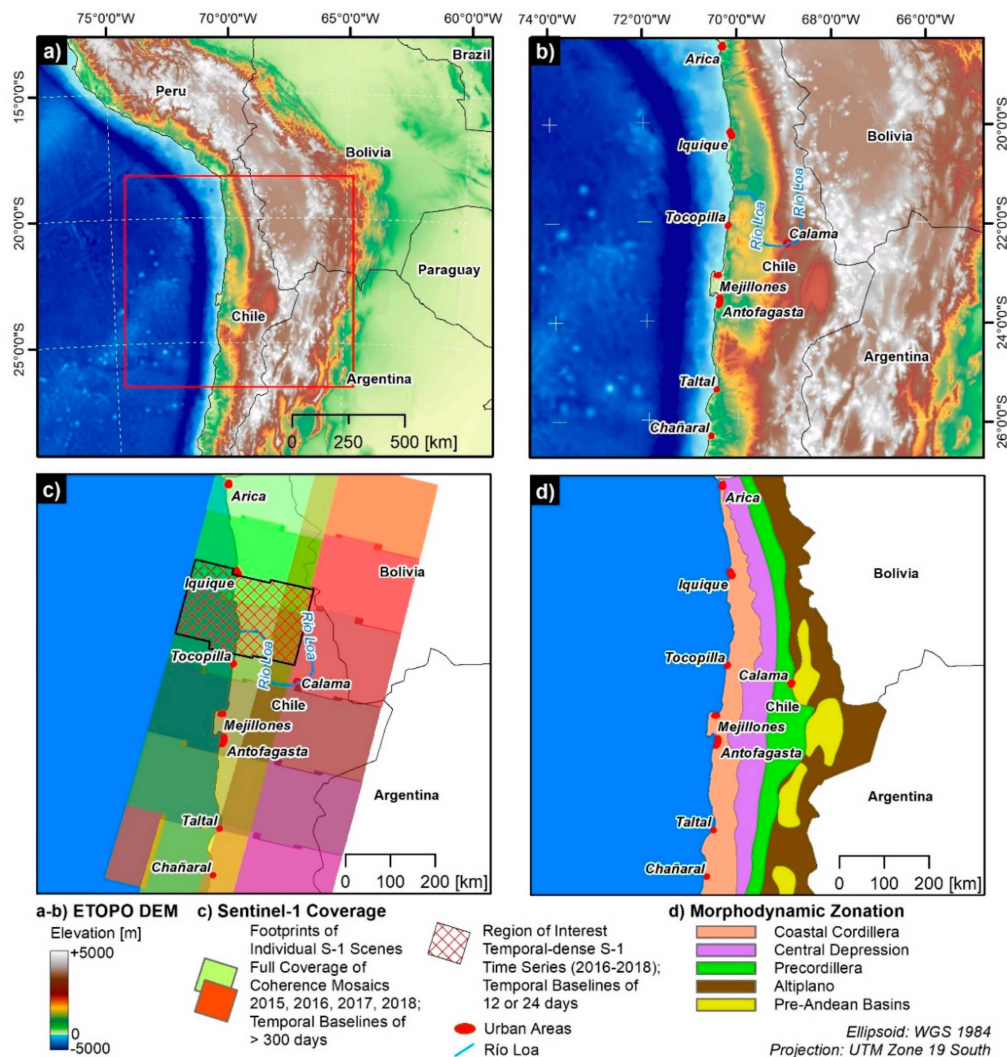 75°0'0"W 70°0'0"W 65°0'0"W 60°0'0"W
74°0'0"W 72°0'0"W 70°0'0"W 68°0'0"W 66°0'0"W
a)
Brazil
Peru
Bolivia
Paraguay
Chile
Argentina
15°0'0"S
20°0'0"S
25°0'0"S
0 250 500 [km]
b)
Arica
Iquique
Bolivia
Río Loa
Río Loa
Tocopilla
Calama
Chile
Mejillones
Antofagasta
Argentina
Taltal
Chañaral
20°0'0"S
22°0'0"S
24°0'0"S
26°0'0"S
c)
Arica
Iquique
Bolivia
Río Loa
Río Loa
Tocopilla
Calama
Chile
Mejillones
Antofagasta
Argentina
Taltal
Chañaral
0 100 200 [km]
d)
Arica
Bolivia
Iquique
Tocopilla
Calama
Chile
Mejillones
Antofagasta
Argentina
Taltal
Chañaral
0 100 200 [km]
a-b) ETOPO DEM
Elevation [m]
+5000
0
-5000
c) Sentinel-1 Coverage
Footprints of
Individual S-1 Scenes
Full Coverage of
Coherence Mosaics
2015, 2016, 2017, 2018;
Temporal Baselines of
> 300 days
Region of Interest
Temporal-dense S-1
Time Series (2016-2018);
Temporal Baselines of
12 or 24 days
Urban Areas
Río Loa
d) Morphodynamic Zonation
Coastal Cordillera
Central Depression
Precordillera
Altiplano
Pre-Andean Basins
Ellipsoid: WGS 1984
Projection: UTM Zone 19 South